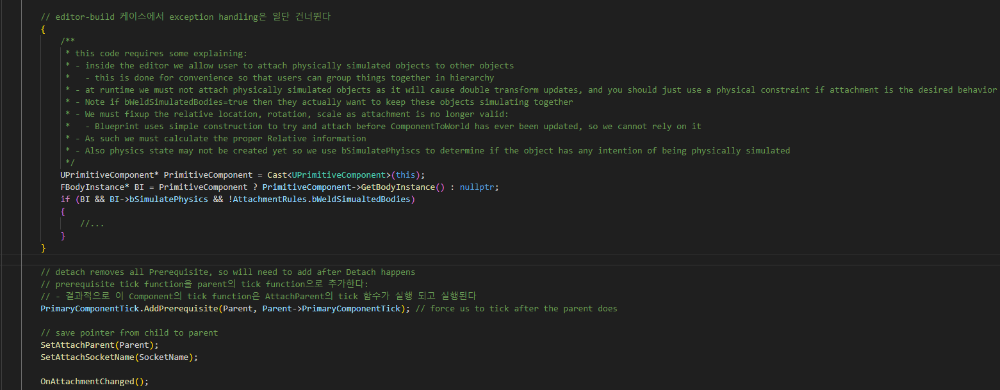 // editor-build 케이스에서 exception handling은 일단 건너뛴다
{
/**
* this code requires some explaining:
* - inside the editor we allow user to attach physically simulated objects to other objects
*   - this is done for convenience so that users can group things together in hierarchy
* - at runtime we must not attach physically simulated objects as it will cause double transform updates, and you should just use a physical constraint if attachment is the desired behavior
* - Note if bWeldSimulatedBodies=true then they actually want to keep these objects simulating together
* - We must fixup the relative location, rotation, scale as attachment is no longer valid:
*   - Blueprint uses simple construction to try and attach before ComponentToWorld has ever been updated, so we cannot rely on it
* - As such we must calculate the proper Relative information
* - Also physics state may not be created yet so we use bSimulatePhyiscs to determine if the object has any intention of being physically simulated
*/
UPrimitiveComponent* PrimitiveComponent = Cast<UPrimitiveComponent>(this);
FBodyInstance* BI = PrimitiveComponent ? PrimitiveComponent->GetBodyInstance() : nullptr;
if (BI && BI->bSimulatePhysics && !AttachmentRules.bWeldSimualtedBodies)
{
//...
}
}
// detach removes all Prerequisite, so will need to add after Detach happens
// prerequisite tick function을 parent의 tick function으로 추가한다:
// - 결과적으로 이 Component의 tick function은 AttachParent의 tick 함수가 실행 되고 실행된다
PrimaryComponentTick.AddPrerequisite(Parent, Parent->PrimaryComponentTick); // force us to tick after the parent does
// save pointer from child to parent
SetAttachParent(Parent);
SetAttachSocketName(SocketName);
OnAttachmentChanged();